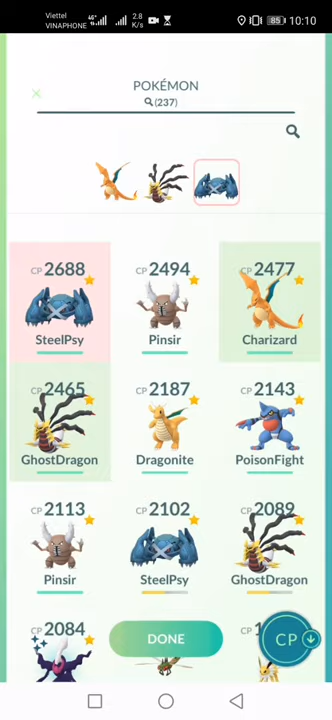 Viettel
VINAPHONE 4G 2.8 K/s 85 10:10
POKÉMON
(237)
CP 2688 CP 2494 CP 2477
SteelPsy Pinsir Charizard
CP 2465 CP 2187 CP 2143
GhostDragon Dragonite PoisonFight
CP 2113 CP 2102 CP 2089
Pinsir SteelPsy GhostDragon
CP 2084
DONE
CP